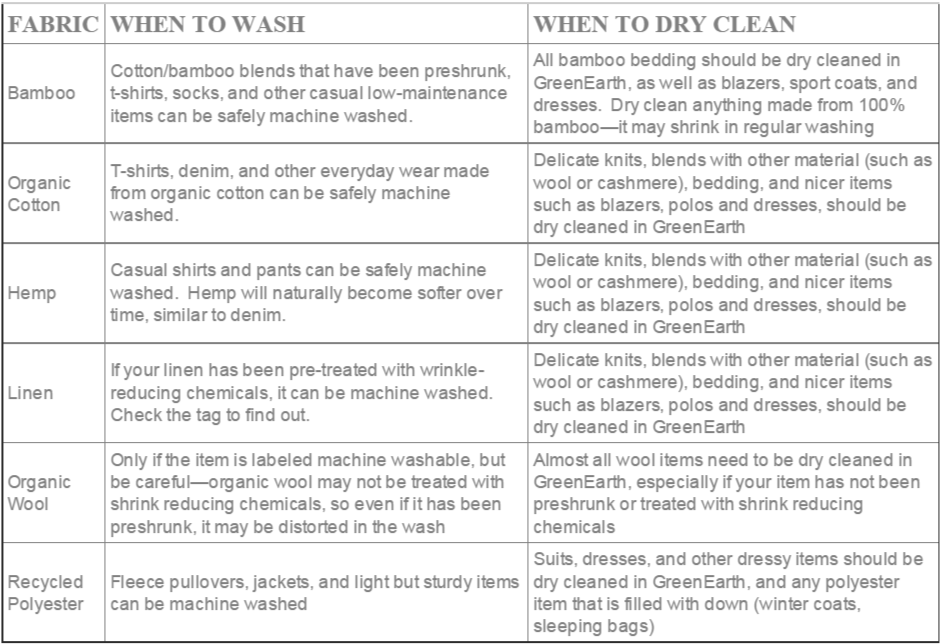 FABRIC WHEN TO WASH WHEN TO DRY CLEAN
Bamboo
Cotton/bamboo blends that have been preshrunk,
t-shirts, socks, and other casual low-maintenance
items can be safely machine washed.
All bamboo bedding should be dry cleaned in
GreenEarth, as well as blazers, sport coats, and
dresses. Dry clean anything made from 100%
bamboo—it may shrink in regular washing
Organic
Cotton
T-shirts, denim, and other everyday wear made
from organic cotton can be safely machine
washed.
Delicate knits, blends with other material (such as
wool or cashmere), bedding, and nicer items
such as blazers, polos and dresses, should be
dry cleaned in GreenEarth
Hemp
Casual shirts and pants can be safely machine
washed. Hemp will naturally become softer over
time, similar to denim.
Delicate knits, blends with other material (such as
wool or cashmere), bedding, and nicer items
such as blazers, polos and dresses, should be
dry cleaned in GreenEarth
Linen
If your linen has been pre-treated with wrinkle-
reducing chemicals, it can be machine washed.
Check the tag to find out.
Delicate knits, blends with other material (such as
wool or cashmere), bedding, and nicer items
such as blazers, polos and dresses, should be
dry cleaned in GreenEarth
Organic
Wool
Only if the item is labeled machine washable, but
be careful—organic wool may not be treated with
shrink reducing chemicals, so even if it has been
preshrunk, it may be distorted in the wash
Almost all wool items need to be dry cleaned in
GreenEarth, especially if your item has not been
preshrunk or treated with shrink reducing
chemicals
Recycled
Polyester
Fleece pullovers, jackets, and light but sturdy items
can be machine washed
Suits, dresses, and other dressy items should be
dry cleaned in GreenEarth, and any polyester
item that is filled with down (winter coats,
sleeping bags)